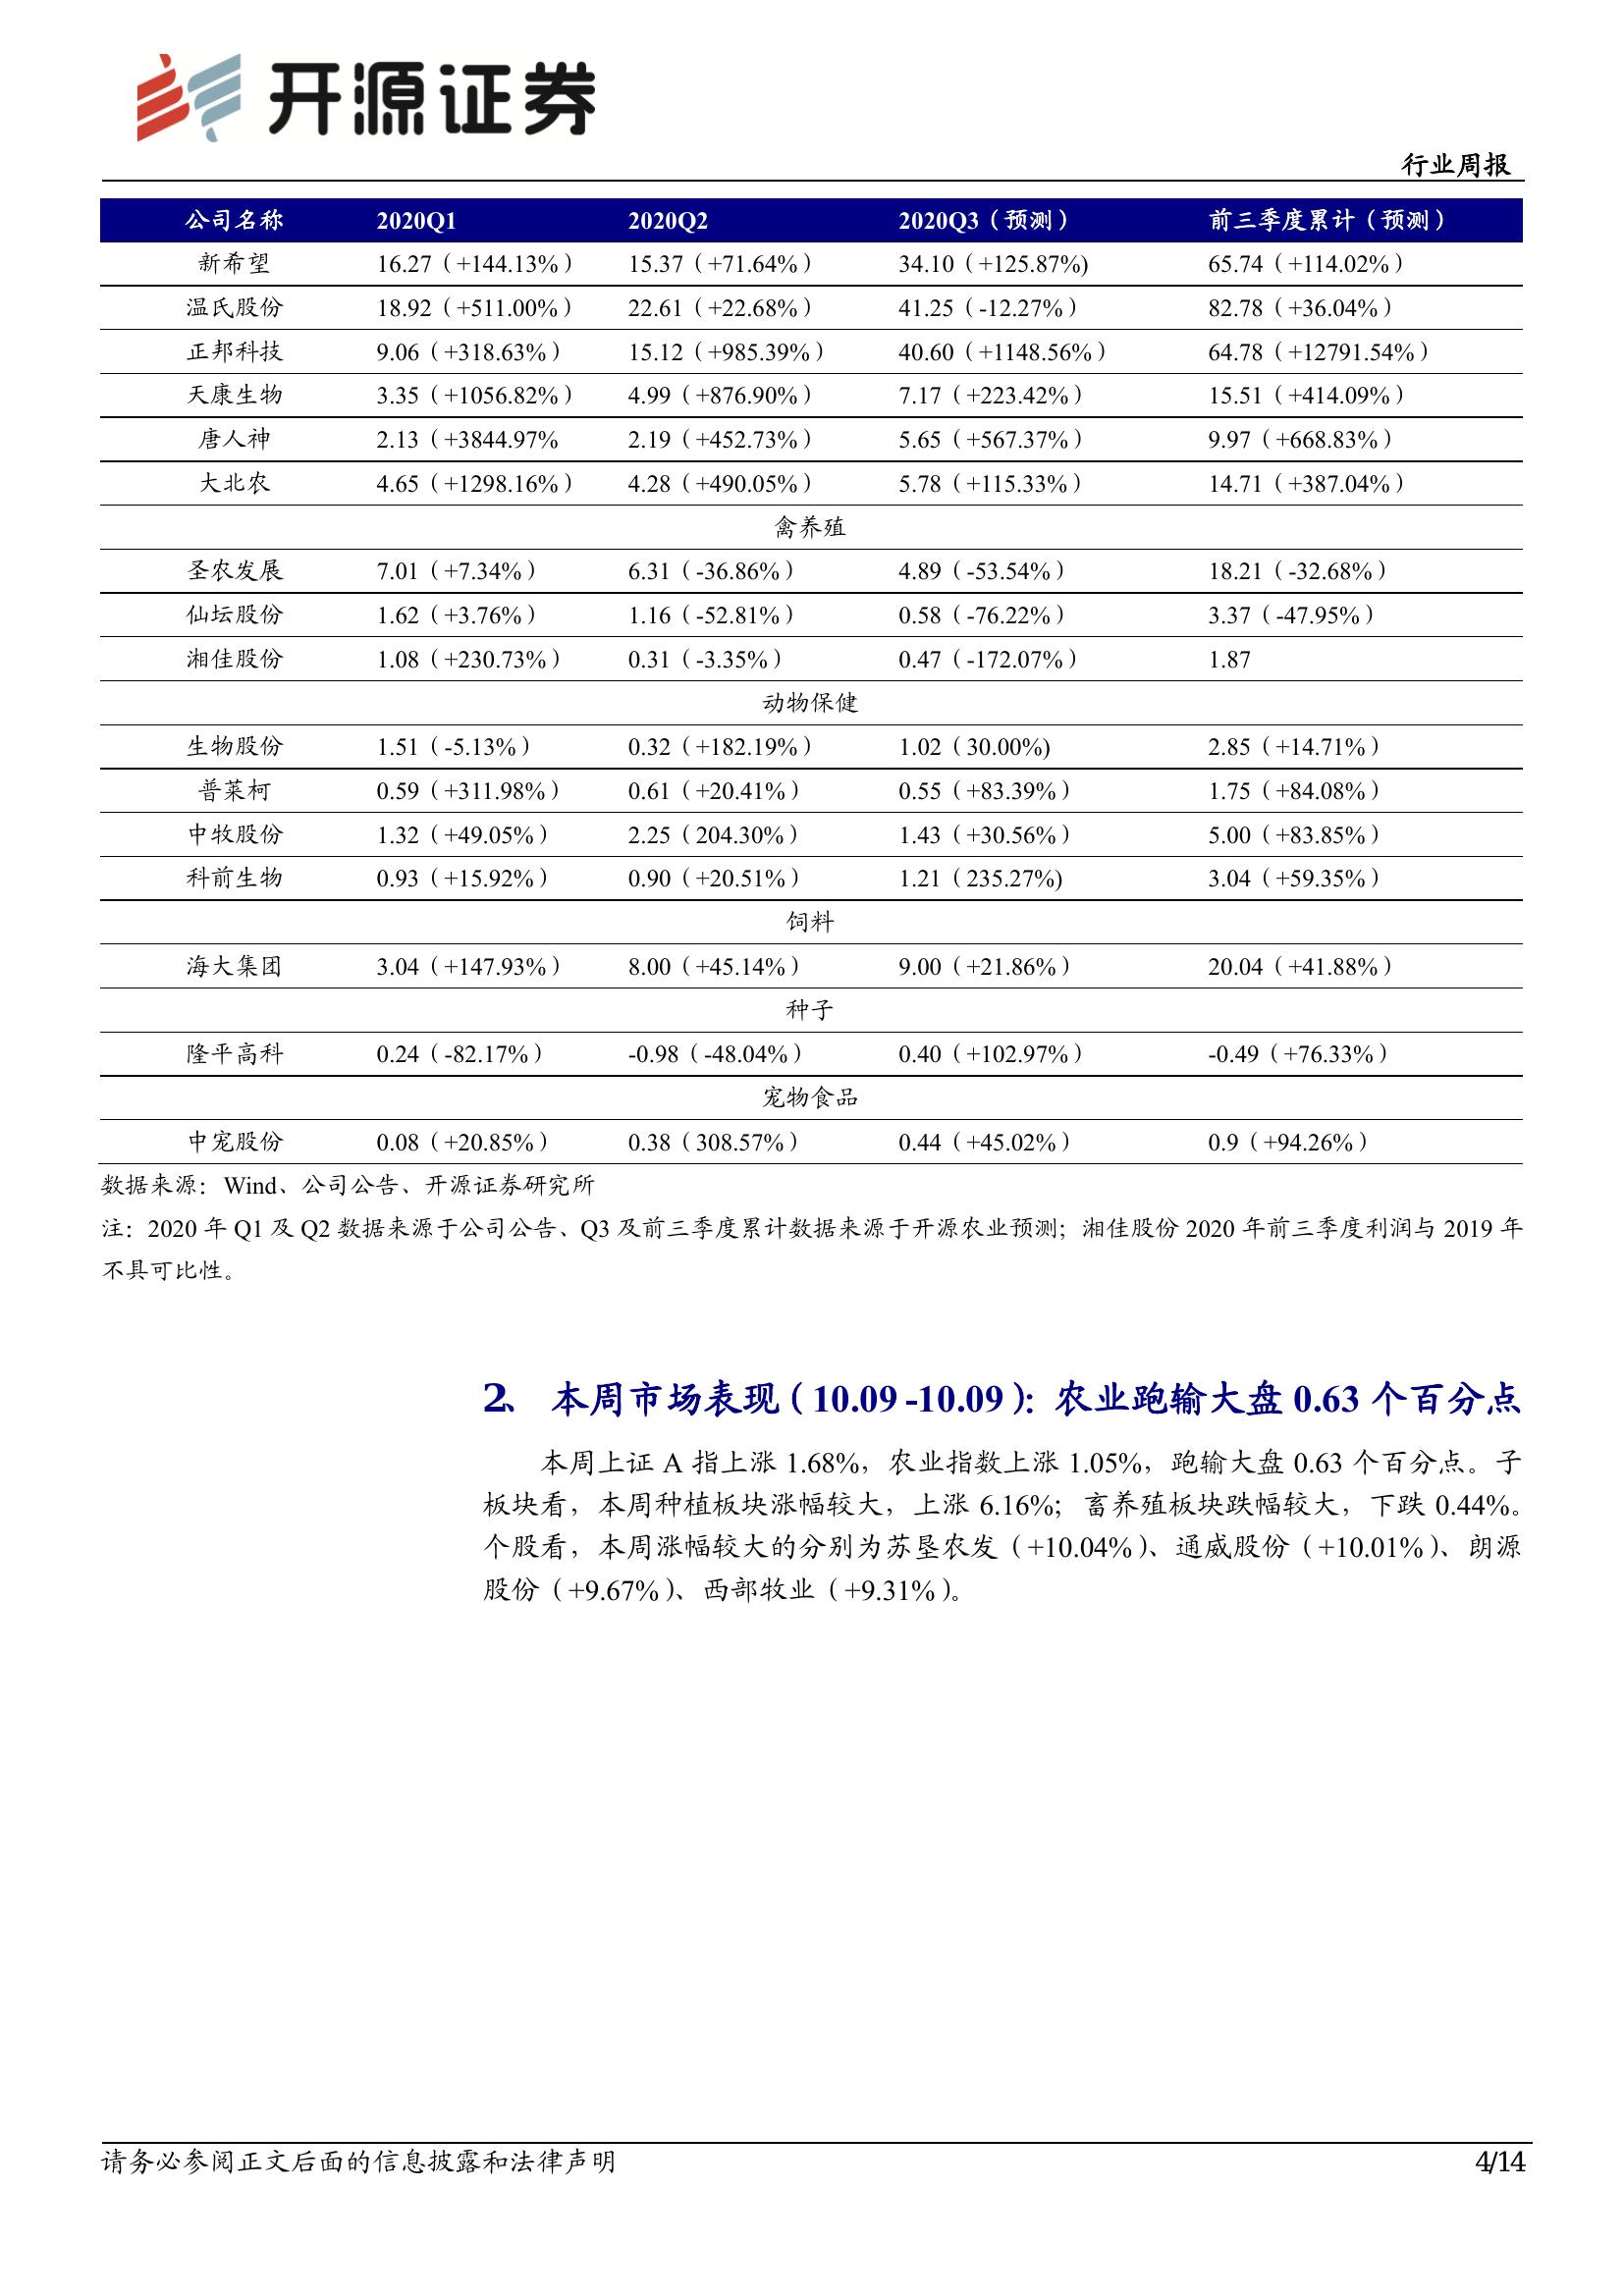 开源证券
行业周报
公司名称 2020Q1 2020Q2 2020Q3（预测） 前三季度累计（预测）
新希望 16.27（+144.13%） 15.37（+71.64%） 34.10（+125.87%) 65.74（+114.02%）
温氏股份 18.92（+511.00%） 22.61（+22.68%） 41.25（-12.27%） 82.78（+36.04%）
正邦科技 9.06（+318.63%） 15.12（+985.39%） 40.60（+1148.56%） 64.78（+12791.54%）
天康生物 3.35（+1056.82%） 4.99（+876.90%） 7.17（+223.42%） 15.51（+414.09%）
唐人神 2.13（+3844.97% 2.19（+452.73%） 5.65（+567.37%） 9.97（+668.83%）
大北农 4.65（+1298.16%） 4.28（+490.05%） 5.78（+115.33%） 14.71（+387.04%）
禽养殖
圣农发展 7.01（+7.34%） 6.31（-36.86%） 4.89（-53.54%） 18.21（-32.68%）
仙坛股份 1.62（+3.76%） 1.16（-52.81%） 0.58（-76.22%） 3.37（-47.95%）
湘佳股份 1.08（+230.73%） 0.31（-3.35%） 0.47（-172.07%） 1.87
动物保健
生物股份 1.51（-5.13%） 0.32（+182.19%） 1.02（30.00%) 2.85（+14.71%）
普莱柯 0.59（+311.98%） 0.61（+20.41%） 0.55（+83.39%） 1.75（+84.08%）
中牧股份 1.32（+49.05%） 2.25（204.30%） 1.43（+30.56%） 5.00（+83.85%）
科前生物 0.93（+15.92%） 0.90（+20.51%） 1.21（235.27%) 3.04（+59.35%）
饲料
海大集团 3.04（+147.93%） 8.00（+45.14%） 9.00（+21.86%） 20.04（+41.88%）
种子
隆平高科 0.24（-82.17%） -0.98（-48.04%） 0.40（+102.97%） -0.49（+76.33%）
宠物食品
中宠股份 0.08（+20.85%） 0.38（308.57%） 0.44（+45.02%） 0.9（+94.26%）
数据来源：Wind、公司公告、开源证券研究所
注：2020 年 Q1 及 Q2 数据来源于公司公告、Q3 及前三季度累计数据来源于开源农业预测；湘佳股份 2020 年前三季度利润与 2019 年
不具可比性。
2、 本周市场表现（10.09 -10.09）：农业跑输大盘 0.63 个百分点
本周上证 A 指上涨 1.68%，农业指数上涨 1.05%，跑输大盘 0.63 个百分点。子
板块看，本周种植板块涨幅较大，上涨 6.16%；畜养殖板块跌幅较大，下跌 0.44%。
个股看，本周涨幅较大的分别为苏垦农发（+10.04%）、通威股份（+10.01%）、朗源
股份（+9.67%）、西部牧业（+9.31%）。
请务必参阅正文后面的信息披露和法律声明
4/14